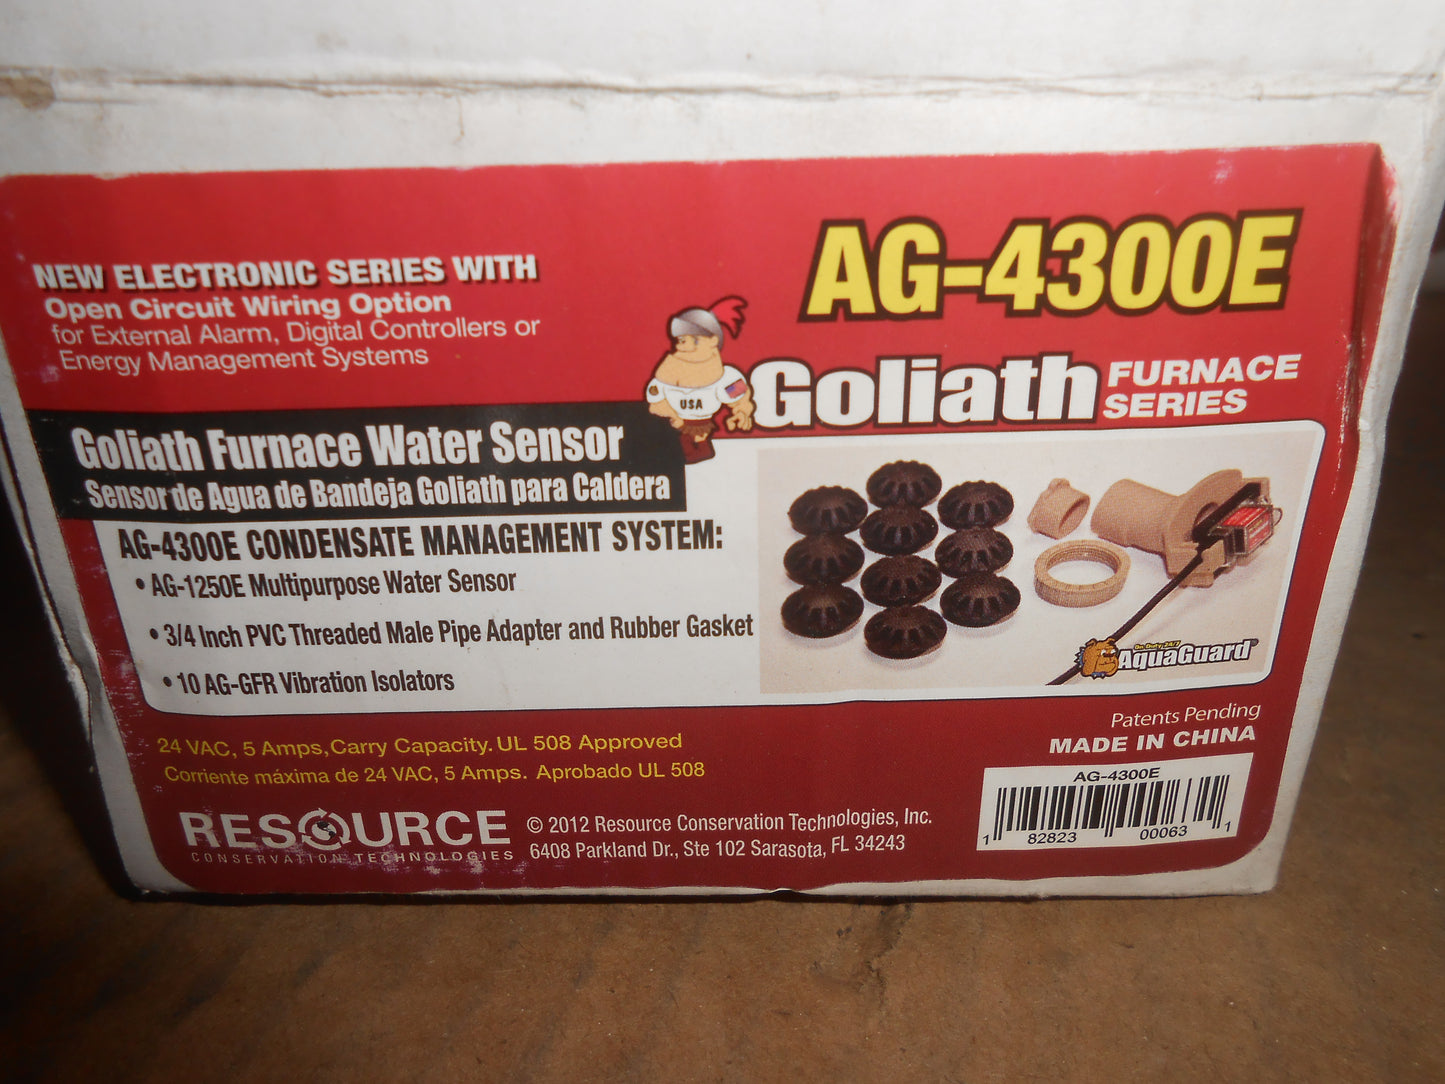 NEW ELECTRONIC SERIES WITH
Open Circuit Wiring Option
for External Alarm, Digital Controllers or
Energy Management Systems
AG-4300E
Goliath FURNACE
SERIES
USA
Goliath Furnace Water Sensor
Sensor de Agua de Bandeja Goliath para Caldera
AG-4300E CONDENSATE MANAGEMENT SYSTEM:
• AG-1250E Multipurpose Water Sensor
• 3/4 Inch PVC Threaded Male Pipe Adapter and Rubber Gasket
• 10 AG-GFR Vibration Isolators
On Duty 24/7
AquaGuard®
24 VAC, 5 Amps, Carry Capacity. UL 508 Approved
Corriente máxima de 24 VAC, 5 Amps. Aprobado UL 508
Patents Pending
MADE IN CHINA
RESOURCE
CONSERVATION TECHNOLOGIES
© 2012 Resource Conservation Technologies, Inc.
6408 Parkland Dr., Ste 102 Sarasota, FL 34243
AG-4300E
1 82823 00063 1